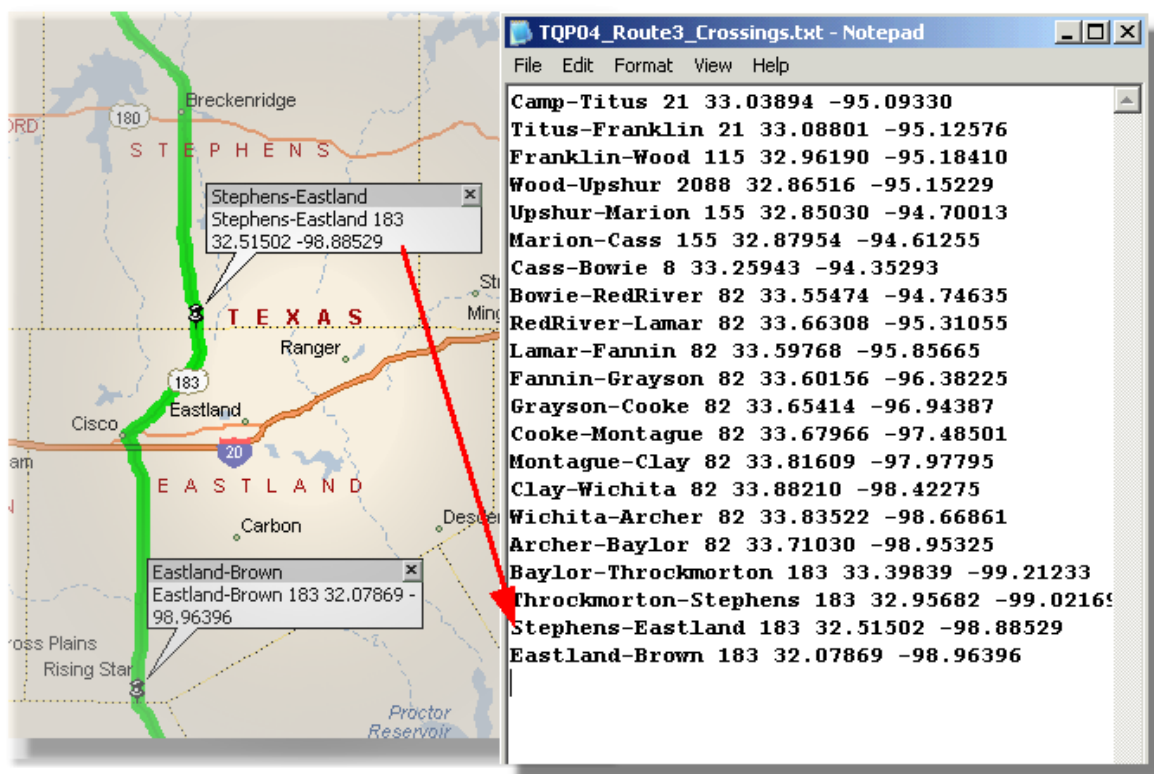 Breckenridge
180
STEPHENS
Stephens-Eastland
Stephens-Eastland 183
32.51502 -98.88529
TEXAS
Ranger
183
Eastland
Cisco
20
EASTLAND
Carbon
Eastland-Brown
Eastland-Brown 183 32.07869 -
98.96396
Rising Star
Proctor
Reservoir
TQP04_Route3_Crossings.txt - Notepad
File Edit Format View Help
Camp-Titus 21 33.03894 -95.09330
Titus-Franklin 21 33.08801 -95.12576
Franklin-Wood 115 32.96190 -95.18410
Wood-Upshur 2088 32.86516 -95.15229
Upshur-Marion 155 32.85030 -94.70013
Marion-Cass 155 32.87954 -94.61255
Cass-Bowie 8 33.25943 -94.35293
Bowie-RedRiver 82 33.55474 -94.74635
RedRiver-Lamar 82 33.66308 -95.31055
Lamar-Fannin 82 33.59768 -95.85665
Fannin-Grayson 82 33.60156 -96.38225
Grayson-Cooke 82 33.65414 -96.94387
Cooke-Montague 82 33.67966 -97.48501
Montague-Clay 82 33.81609 -97.97795
Clay-Wichita 82 33.88210 -98.42275
Wichita-Archer 82 33.83522 -98.66861
Archer-Baylor 82 33.71030 -98.95325
Baylor-Throckmorton 183 33.39839 -99.21233
Throckmorton-Stephens 183 32.95682 -99.02169
Stephens-Eastland 183 32.51502 -98.88529
Eastland-Brown 183 32.07869 -98.96396